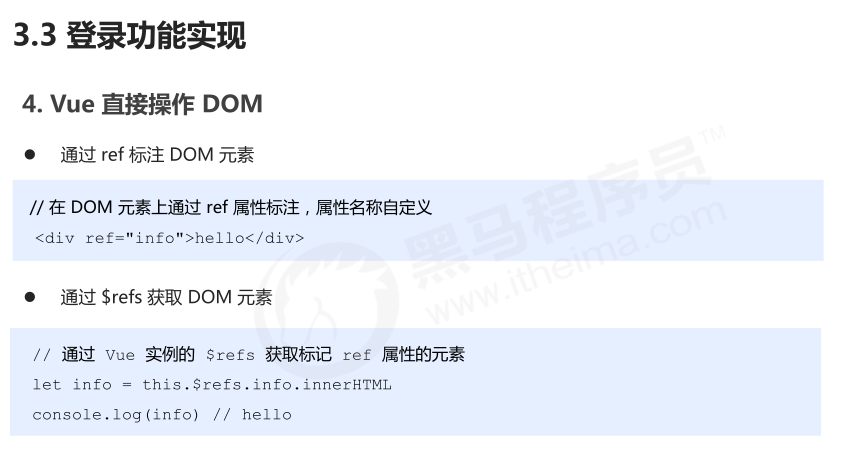 3.3 登录功能实现
4. Vue 直接操作 DOM
● 通过 ref 标注 DOM 元素
// 在 DOM 元素上通过 ref 属性标注，属性名称自定义
<div ref="info">hello</div>
● 通过 $refs 获取 DOM 元素
// 通过 Vue 实例的 $refs 获取标记 ref 属性的元素
let info = this.$refs.info.innerHTML
console.log(info) // hello
黑马程序员™
www.itheima.com